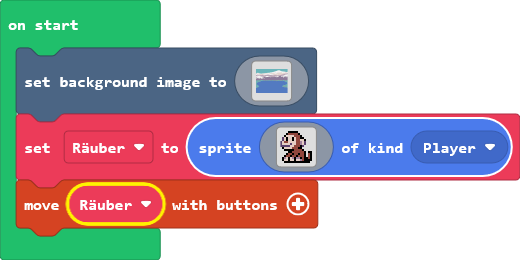 on start
set background image to
set Räuber to sprite of kind Player
move Räuber with buttons